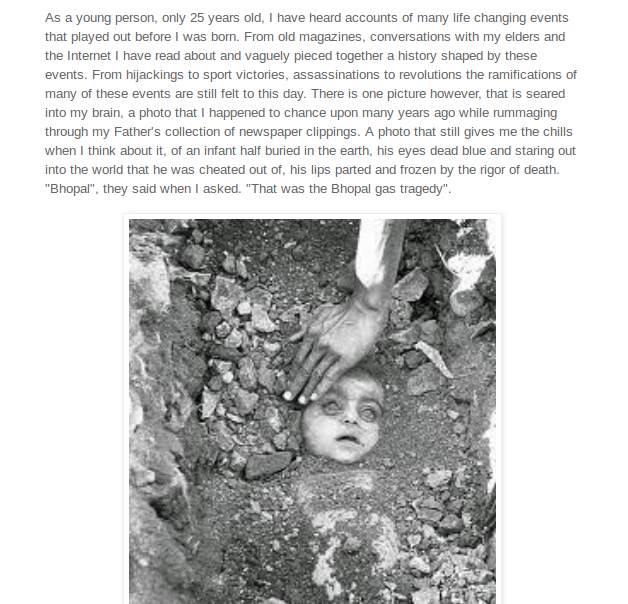 As a young person, only 25 years old, I have heard accounts of many life changing events
that played out before I was born. From old magazines, conversations with my elders and
the Internet I have read about and vaguely pieced together a history shaped by these
events. From hijackings to sport victories, assassinations to revolutions the ramifications of
many of these events are still felt to this day. There is one picture however, that is seared
into my brain, a photo that I happened to chance upon many years ago while rummaging
through my Father's collection of newspaper clippings. A photo that still gives me the chills
when I think about it, of an infant half buried in the earth, his eyes dead blue and staring out
into the world that he was cheated out of, his lips parted and frozen by the rigor of death.
"Bhopal", they said when I asked. "That was the Bhopal gas tragedy".